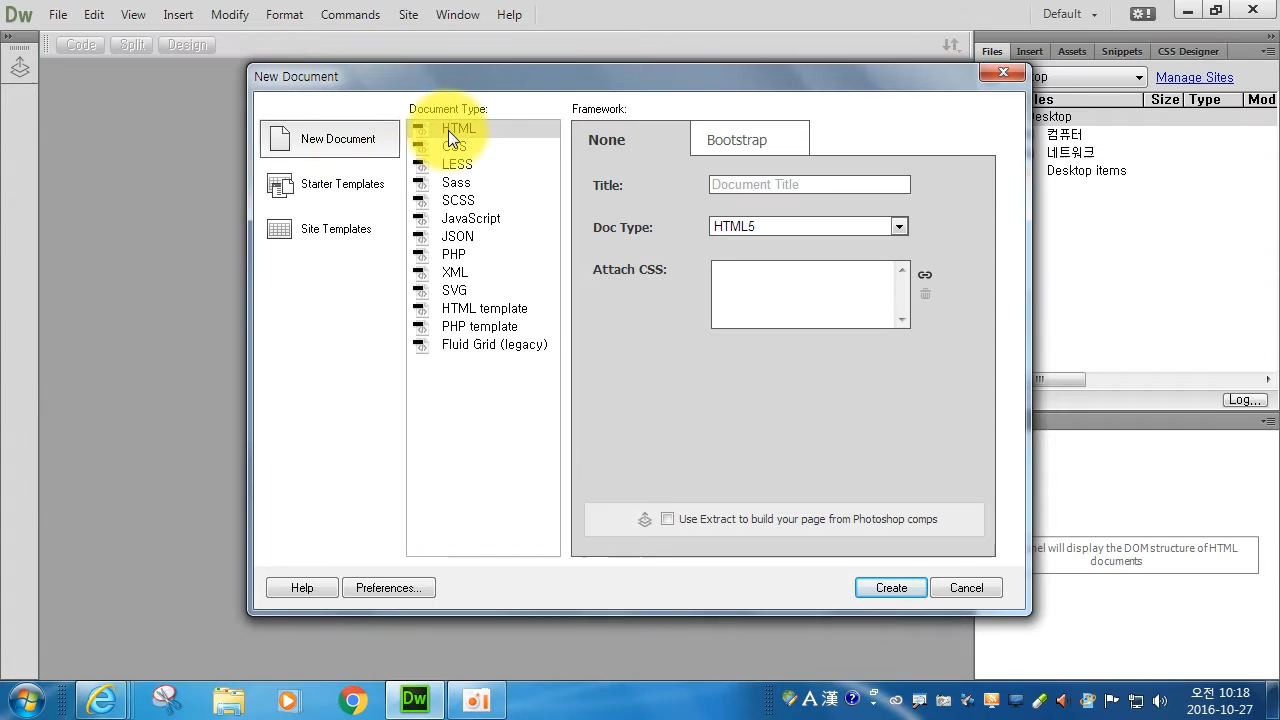 Dw File Edit View Insert Modify Format Commands Site Window Help Default
Code Split Design
Files Insert Assets Snippets CSS Designer
New Document
Manage Sites
Size Type Mod
Desktop
컴퓨터
네트워크
Desktop items
Log...
Document Type:
New Document
Starter Templates
Site Templates
HTML
CSS
LESS
Sass
SCSS
JavaScript
JSON
PHP
XML
SVG
HTML template
PHP template
Fluid Grid (legacy)
Framework:
None Bootstrap
Title: Document Title
Doc Type: HTML5
Attach CSS:
Use Extract to build your page from Photoshop comps
Help Preferences... Create Cancel
will display the DOM structure of HTML
documents
Dw
A 漢
오전 10:18
2016-10-27